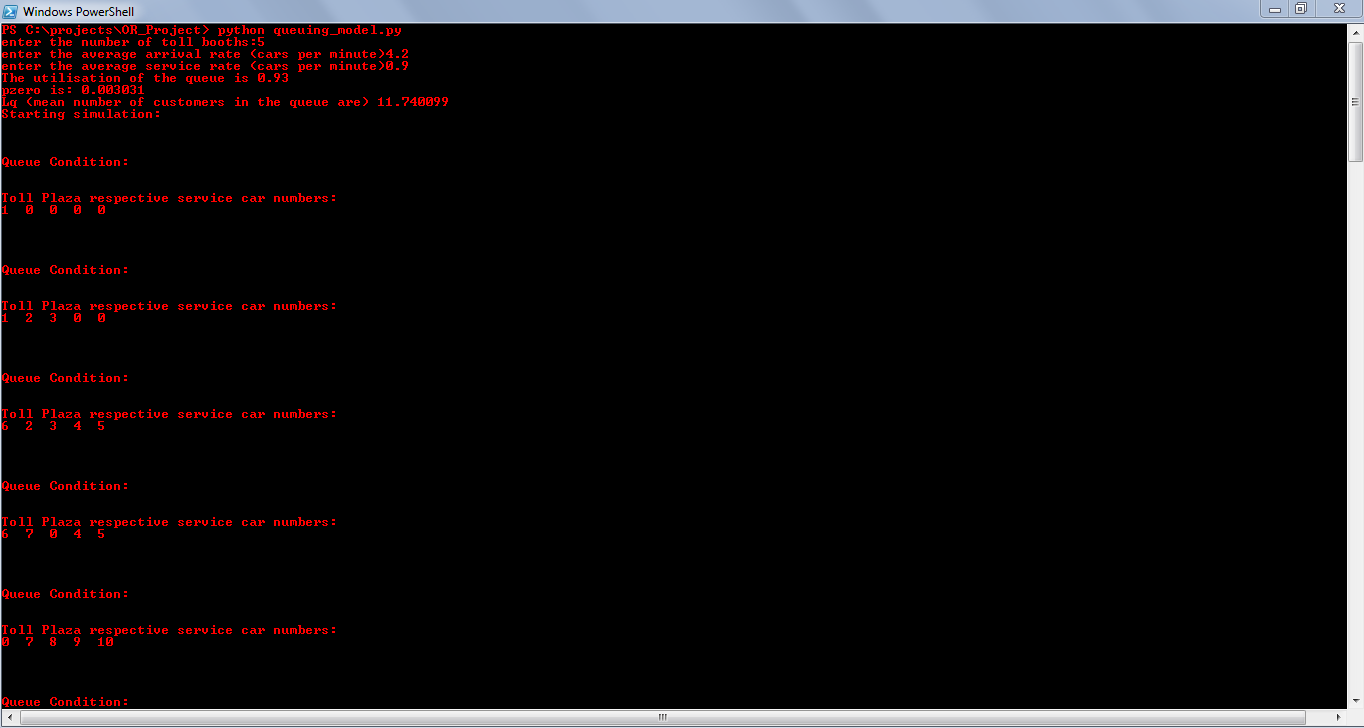 Windows PowerShell
PS C:\projects\OR_Project> python queuing_model.py
enter the number of toll booths:5
enter the average arrival rate (cars per minute)4.2
enter the average service rate (cars per minute)0.9
The utilisation of the queue is 0.93
pzero is: 0.003031
Lq (mean number of customers in the queue are) 11.740099
Starting simulation:
Queue Condition:
Toll Plaza respective service car numbers:
1 0 0 0 0
Queue Condition:
Toll Plaza respective service car numbers:
1 2 3 0 0
Queue Condition:
Toll Plaza respective service car numbers:
6 2 3 4 5
Queue Condition:
Toll Plaza respective service car numbers:
6 7 0 4 5
Queue Condition:
Toll Plaza respective service car numbers:
0 7 8 9 10
Queue Condition: